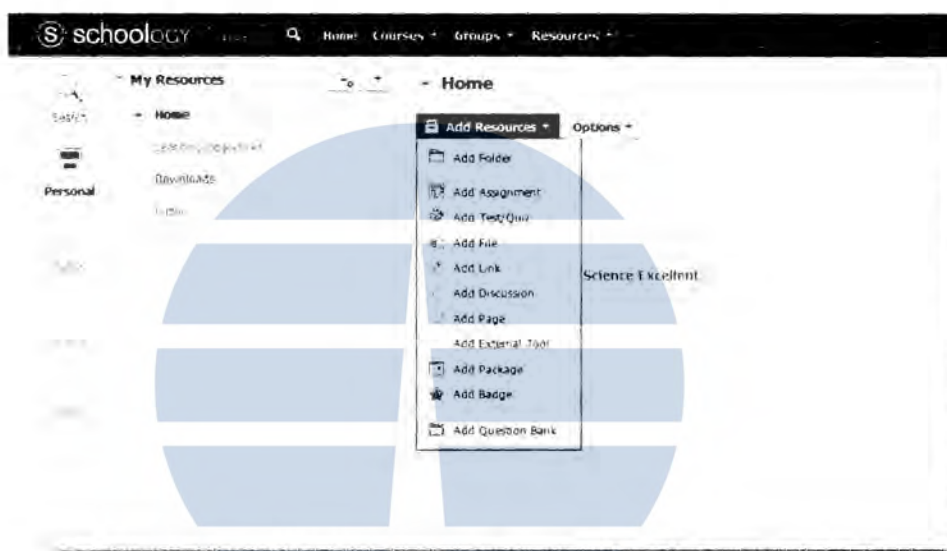 schoology Home Courses Groups Resources
My Resources
Home
Search
Home
Add Resources Options
Add Folder
Downloads
Personal
Add Assignment
Add Test/Quiz
Add File
Add Link
Science Excellent
Add Discussion
Add Page
Add External Tool
Add Package
Add Badge
Add Question Bank